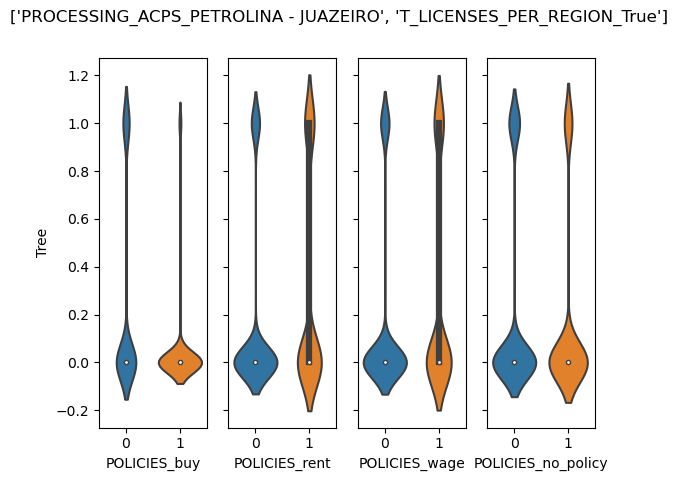 ['PROCESSING_ACPS_PETROLINA - JUAZEIRO', 'T_LICENSES_PER_REGION_True']
Tree
1.2
1.0
0.8
0.6
0.4
0.2
0.0
−0.2
0 1 0 1 0 1 0 1
POLICIES_buy POLICIES_rent POLICIES_wage POLICIES_no_policy